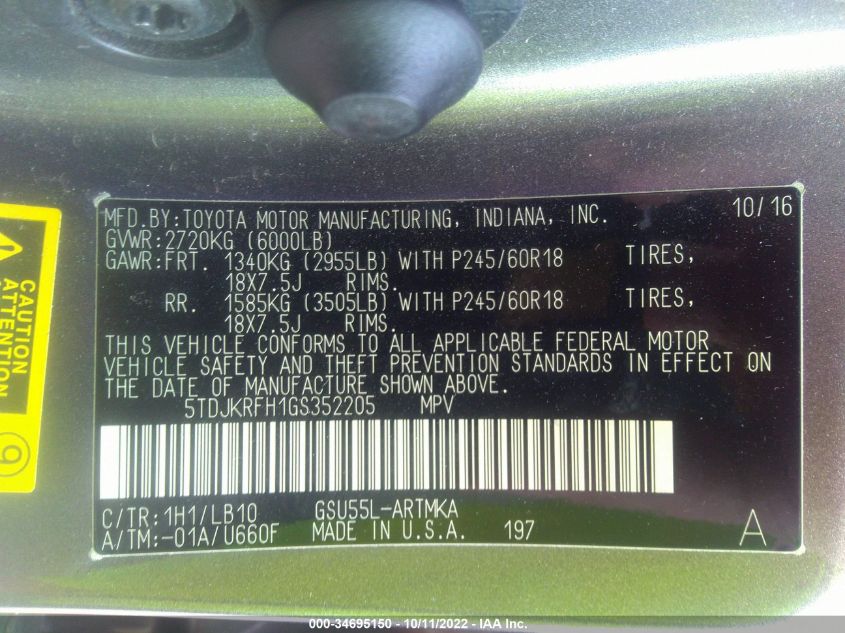 MFD.BY:TOYOTA MOTOR MANUFACTURING, INDIANA, INC. 10/16
GVWR:2720KG (6000LB)
GAWR:FRT. 1340KG (2955LB) WITH P245/60R18 TIRES,
18X7.5J RIMS.
RR. 1585KG (3505LB) WITH P245/60R18 TIRES,
18X7.5J RIMS.
THIS VEHICLE CONFORMS TO ALL APPLICABLE FEDERAL MOTOR
VEHICLE SAFETY AND THEFT PREVENTION STANDARDS IN EFFECT ON
THE DATE OF MANUFACTURE SHOWN ABOVE.
5TDJKRFH1GS352205 MPV
C/TR:1H1/LB10 GSU55L-ARTMKA
A/TM:-01A/U660F MADE IN U.S.A. 197 A
CAUTION
ATTENTION
9
000-34695150 - 10/11/2022 - IAA Inc.